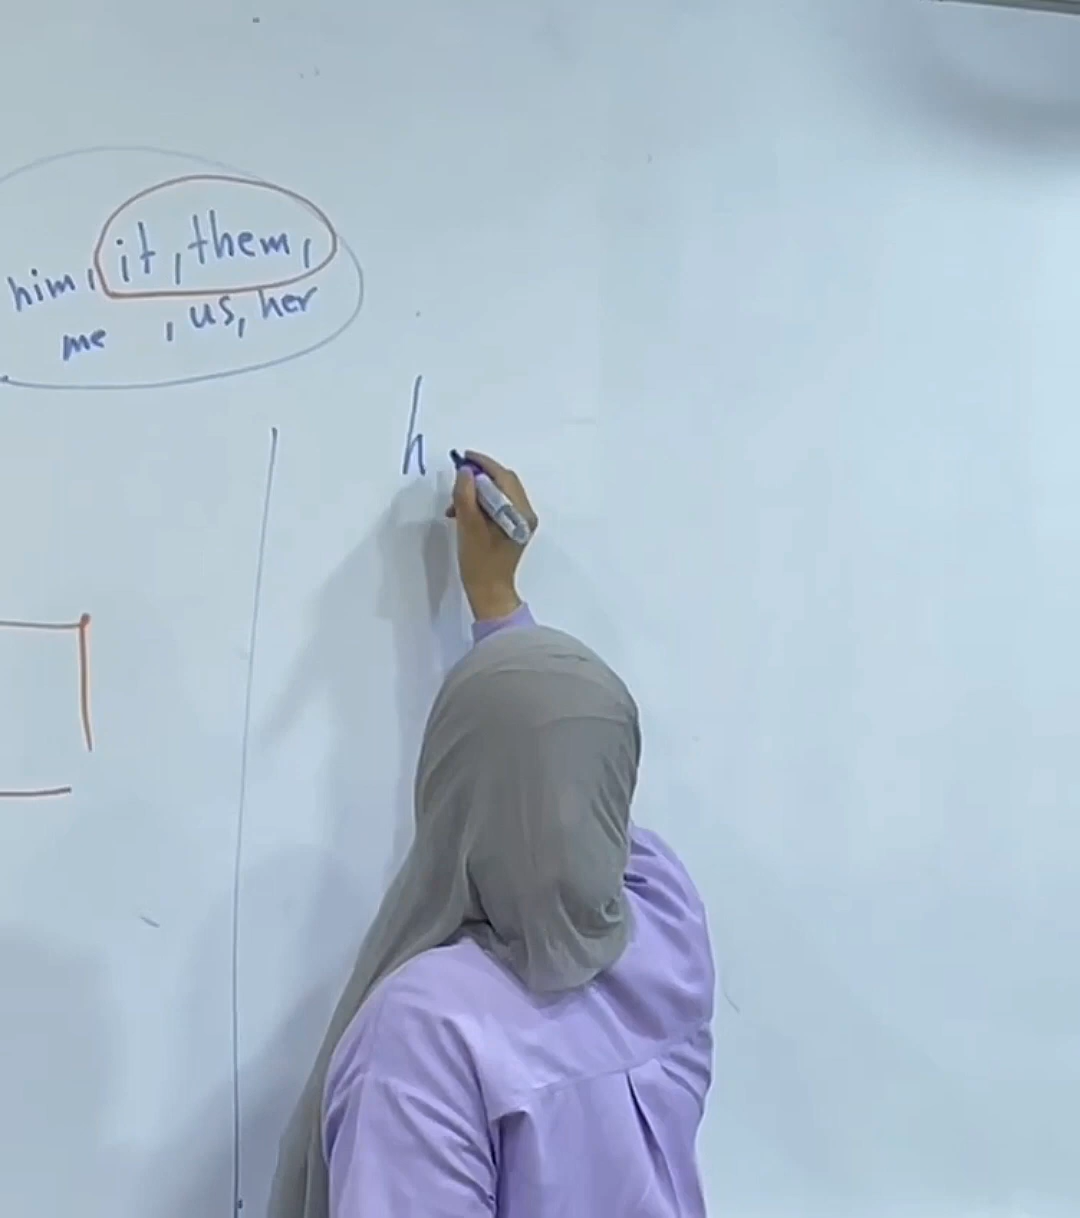 him, it, them,
me , us, her
h